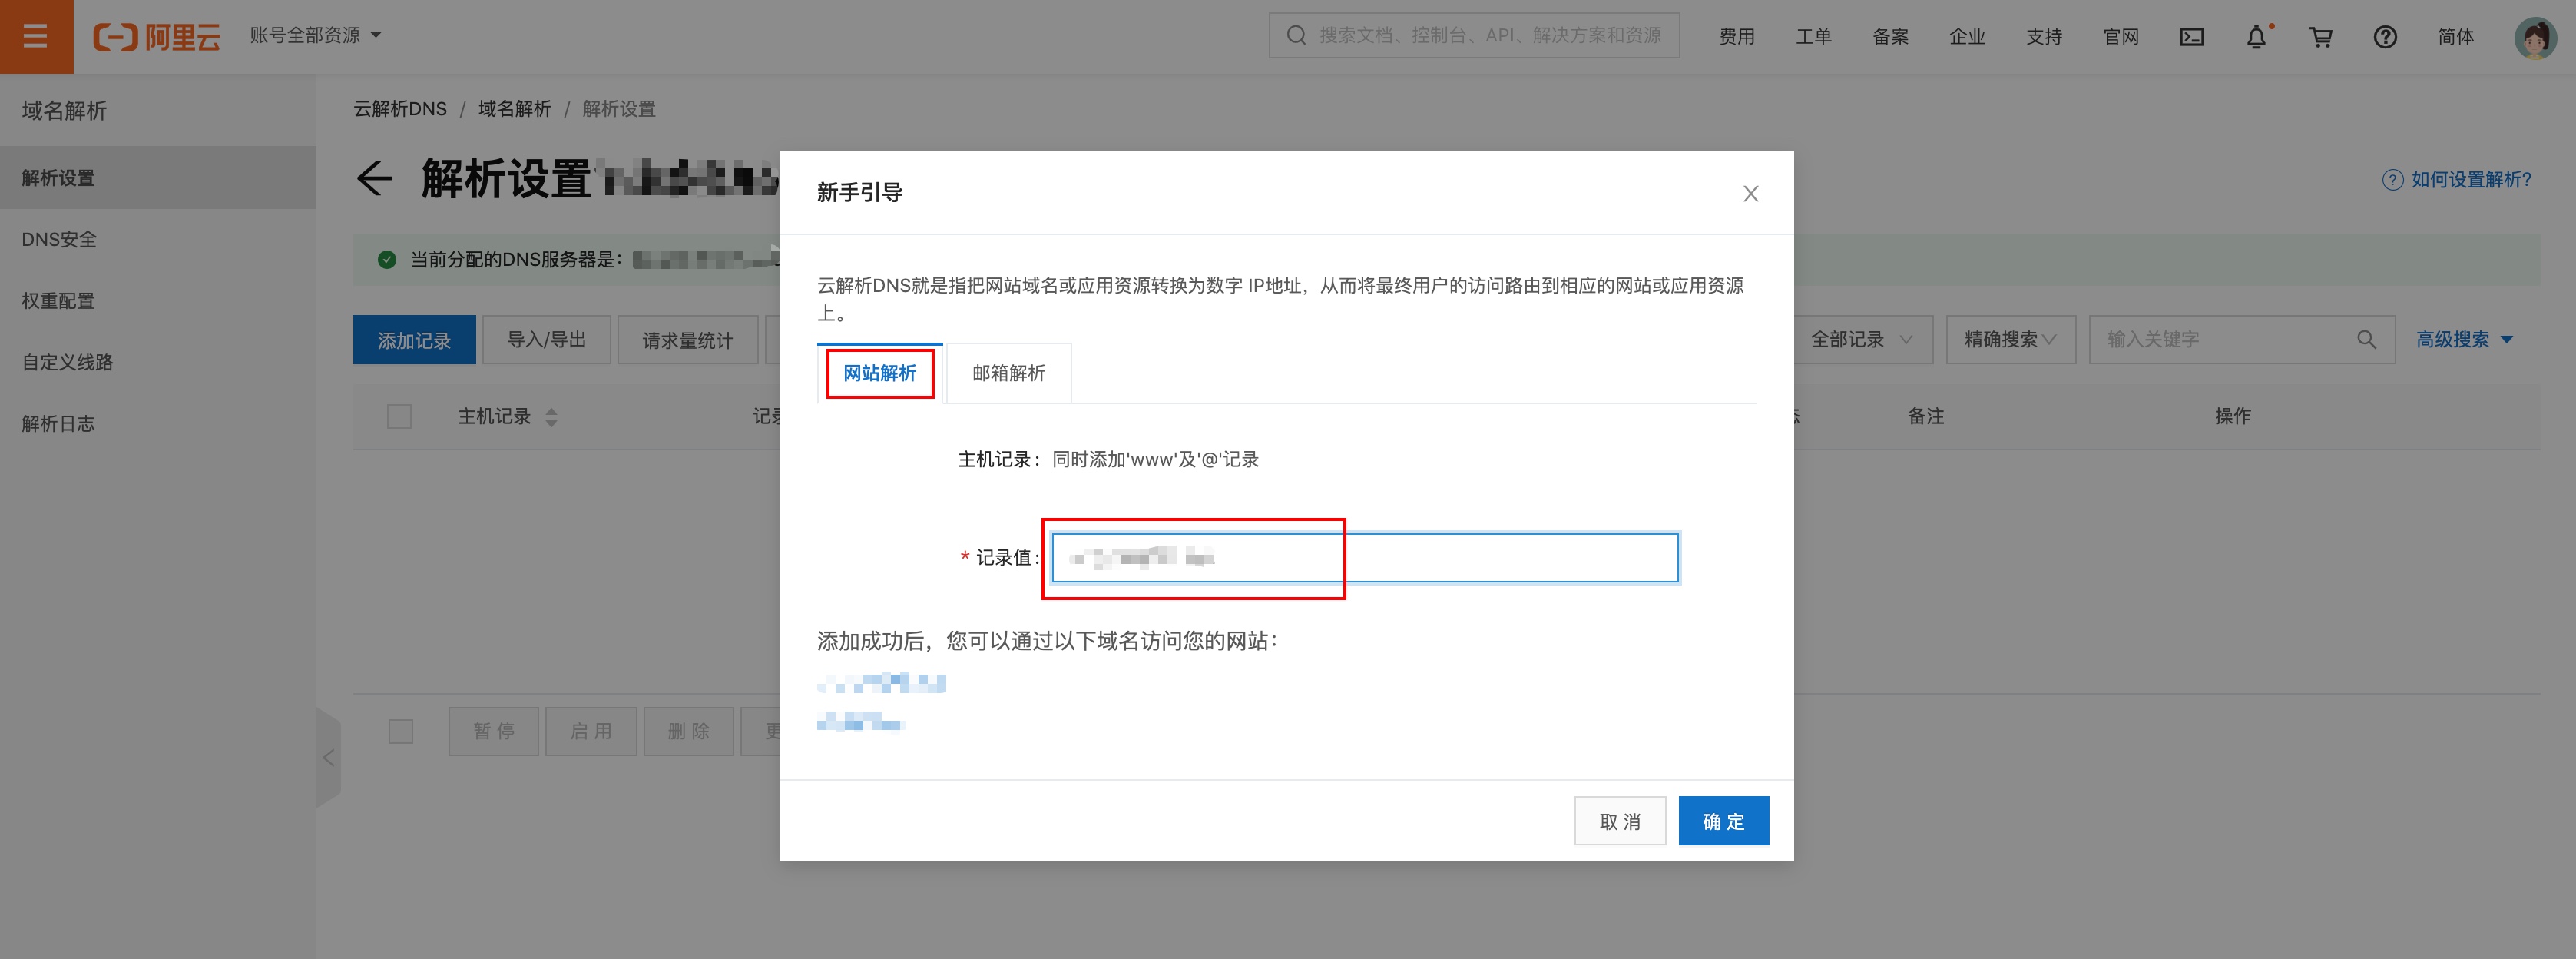 阿里云
账号全部资源
搜索文档、控制台、API、解决方案和资源
费用
工单
备案
企业
支持
官网
简体
域名解析
解析设置
DNS安全
权重配置
自定义线路
解析日志
云解析DNS / 域名解析 / 解析设置
解析设置
如何设置解析?
当前分配的DNS服务器是:
添加记录
导入/导出
请求量统计
全部记录
精确搜索
输入关键字
高级搜索
主机记录
备注
操作
暂 停
启 用
删 除
新手引导
云解析DNS就是指把网站域名或应用资源转换为数字 IP地址，从而将最终用户的访问路由到相应的网站或应用资源
上。
网站解析
邮箱解析
主机记录: 同时添加'www'及'@'记录
* 记录值:
添加成功后，您可以通过以下域名访问您的网站:
取 消
确 定